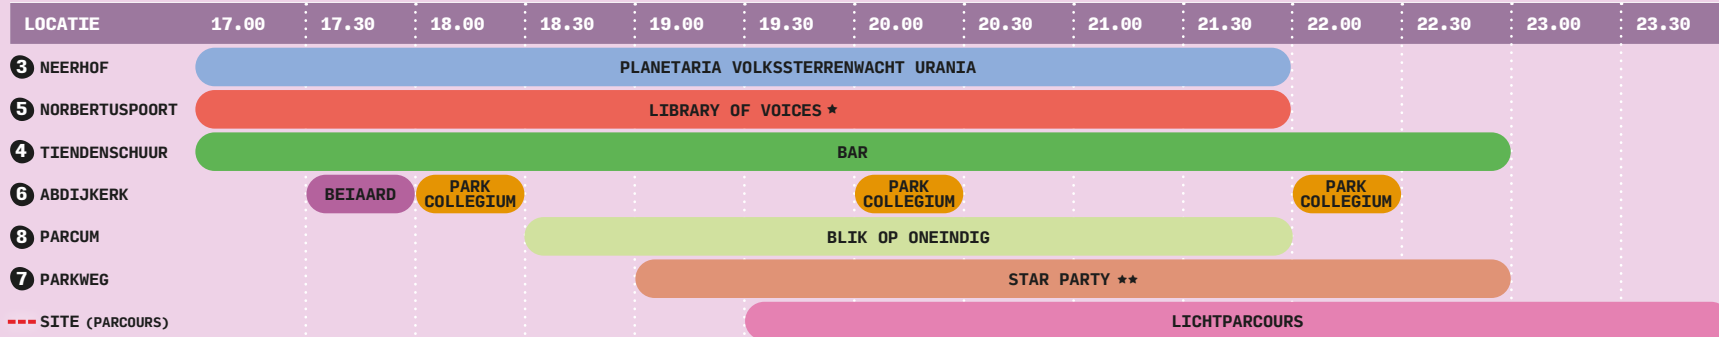 LOCATIE 17.00 17.30 18.00 18.30 19.00 19.30 20.00 20.30 21.00 21.30 22.00 22.30 23.00 23.30
3 NEERHOF PLANETARIA VOLKSSTERRENWACHT URANIA
5 NORBERTUSPOORT LIBRARY OF VOICES ★
4 TIENDENSCHUUR BAR
6 ABDIJKERK BEIAARD PARK COLLEGIUM PARK COLLEGIUM PARK COLLEGIUM
8 PARCUM BLIK OP ONEINDIG
7 PARKWEG STAR PARTY ★★
SITE (PARCOURS) LICHTPARCOURS